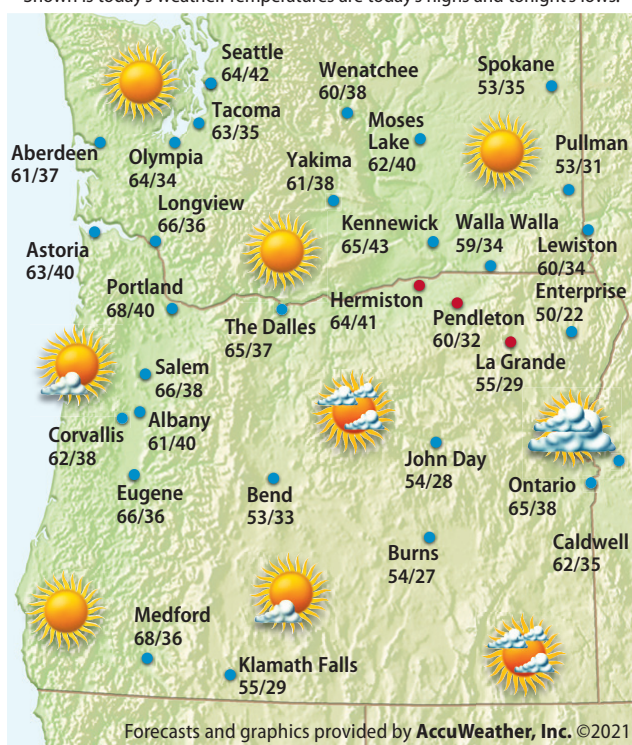 Shown is today's weather. Temperatures are today's highs and tonight's lows.
Seattle
64/42
Wenatchee
60/38
Spokane
53/35
Tacoma
63/35
Moses
Lake
62/40
Pullman
53/31
Aberdeen
61/37
Olympia
64/34
Yakima
61/38
Longview
66/36
Kennewick
65/43
Walla Walla
59/34
Lewiston
60/34
Astoria
63/40
Portland
68/40
The Dalles
65/37
Hermiston
64/41
Pendleton
60/32
Enterprise
50/22
La Grande
55/29
Salem
66/38
Albany
61/40
Corvallis
62/38
John Day
54/28
Ontario
65/38
Eugene
66/36
Bend
53/33
Caldwell
62/35
Burns
54/27
Medford
68/36
Klamath Falls
55/29
Forecasts and graphics provided by AccuWeather, Inc. ©2021